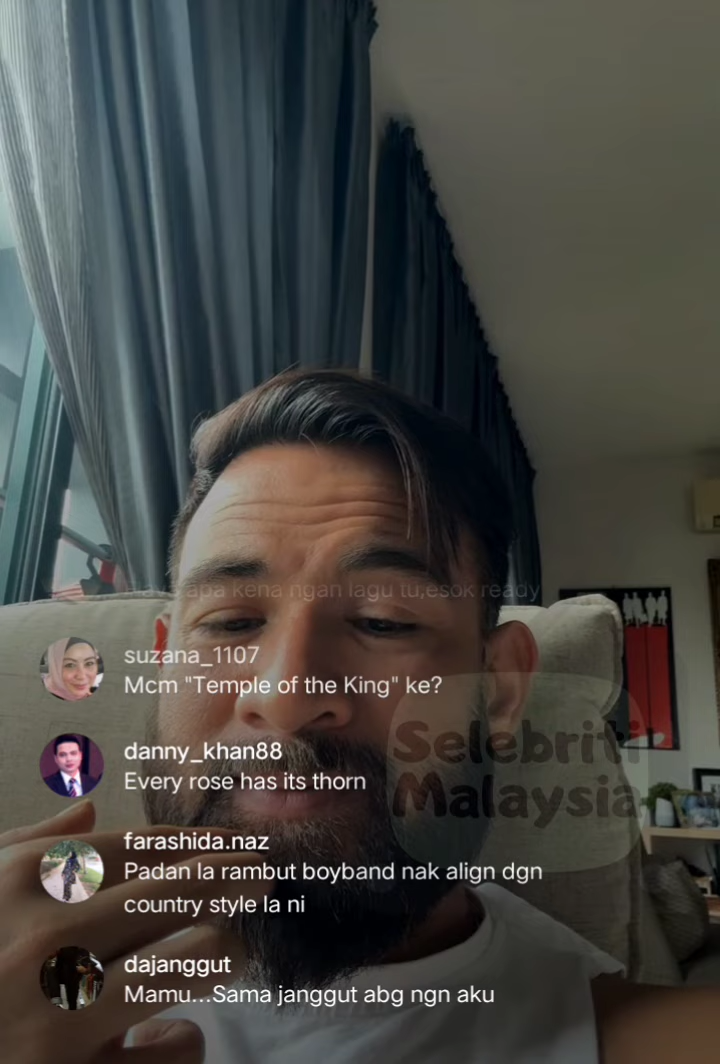 apa kena ngan lagu tu,esok ready
suzana_1107
Mcm "Temple of the King" ke?
danny_khan88
Every rose has its thorn
farashida.naz
Padan la rambut boyband nak align dgn
country style la ni
dajanggut
Mamu...Sama janggut abg ngn aku
Selebriti
Malaysia